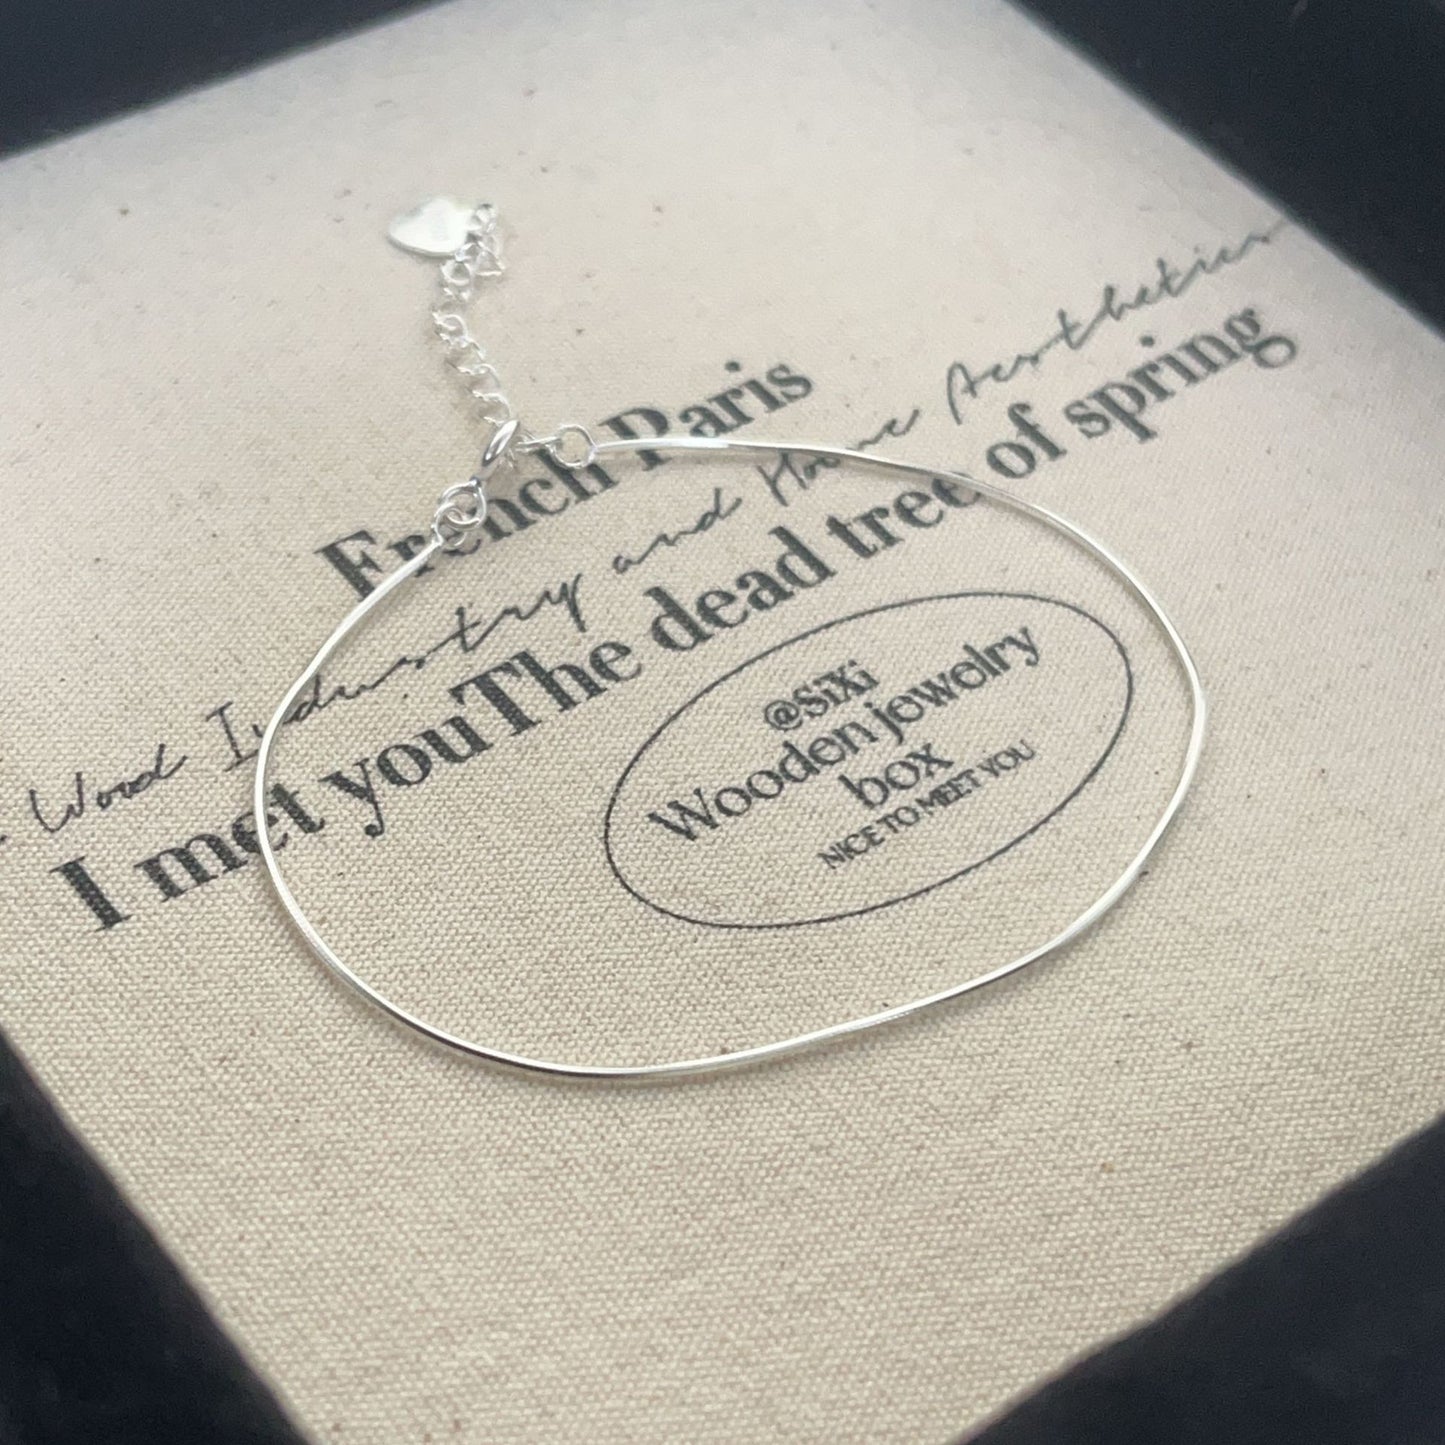 French Paris
Wood Industry and Home Aesthetics
I met youThe dead tree of spring
@SiXi
Wooden jewelry
box
NICE TO MEET YOU